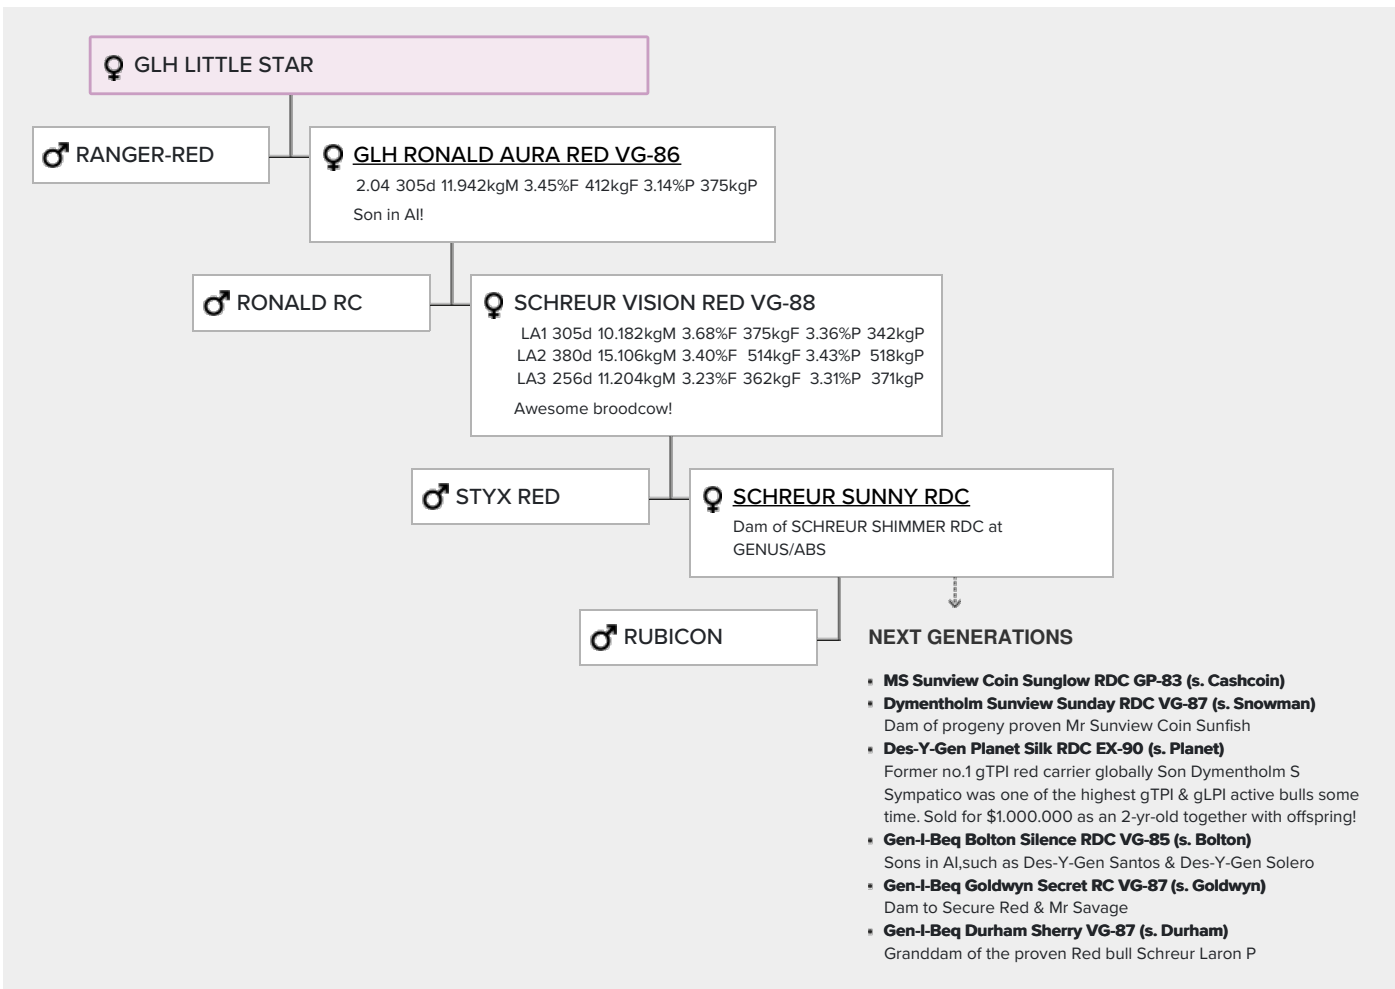 GLH LITTLE STAR
RANGER-RED
GLH RONALD AURA RED VG-86
2.04 305d 11.942kgM 3.45%F 412kgF 3.14%P 375kgP
Son in AI!
RONALD RC
SCHREUR VISION RED VG-88
LA1 305d 10.182kgM 3.68%F 375kgF 3.36%P 342kgP
LA2 380d 15.106kgM 3.40%F 514kgF 3.43%P 518kgP
LA3 256d 11.204kgM 3.23%F 362kgF 3.31%P 371kgP
Awesome broodcow!
STYX RED
SCHREUR SUNNY RDC
Dam of SCHREUR SHIMMER RDC at
GENUS/ABS
RUBICON
NEXT GENERATIONS
▪ MS Sunview Coin Sunglow RDC GP-83 (s. Cashcoin)
▪ Dymentholm Sunview Sunday RDC VG-87 (s. Snowman)
Dam of progeny proven Mr Sunview Coin Sunfish
▪ Des-Y-Gen Planet Silk RDC EX-90 (s. Planet)
Former no.1 gTPI red carrier globally Son Dymentholm S
Sympatico was one of the highest gTPI & gLPI active bulls some
time. Sold for $1.000.000 as an 2-yr-old together with offspring!
▪ Gen-I-Beq Bolton Silence RDC VG-85 (s. Bolton)
Sons in AI,such as Des-Y-Gen Santos & Des-Y-Gen Solero
▪ Gen-I-Beq Goldwyn Secret RC VG-87 (s. Goldwyn)
Dam to Secure Red & Mr Savage
▪ Gen-I-Beq Durham Sherry VG-87 (s. Durham)
Granddam of the proven Red bull Schreur Laron P